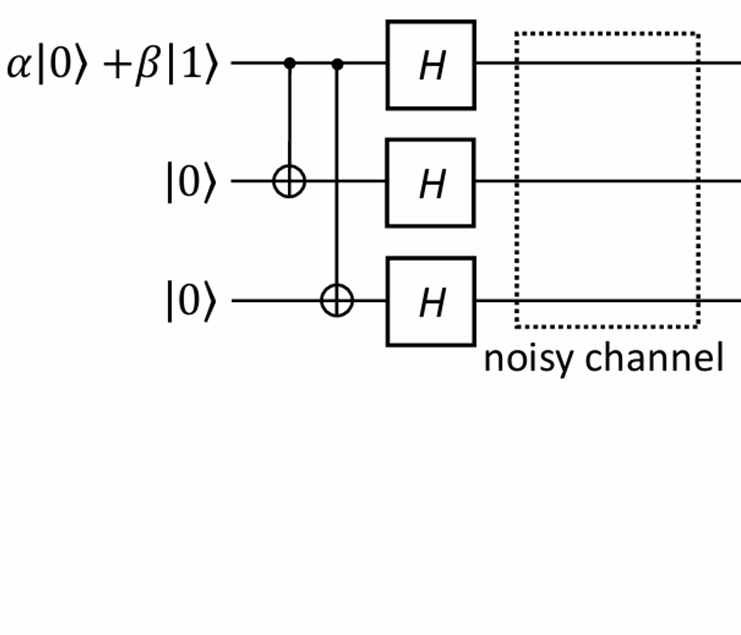 α|0⟩ +β|1⟩
H
|0⟩
H
|0⟩
H
noisy channel